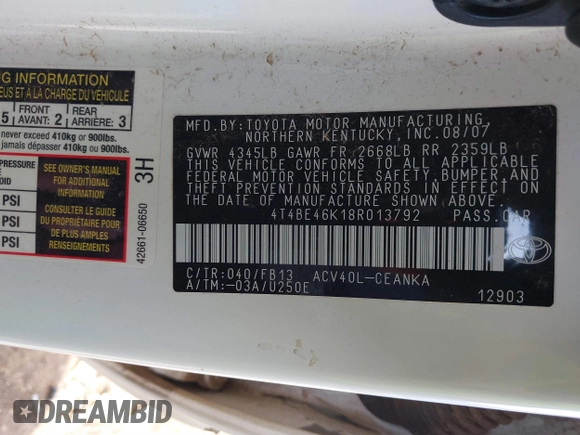 NG INFORMATION
EUS ET À LA CHARGE DU VÉHICULE
5 FRONT AVANT: 2 REAR ARRIÈRE: 3
never exceed 410kg or 900lbs.
jamais dépasser 410kg or 900lbs.
PRESSURE
PSI
PSI
PSI
SEE OWNER'S
MANUAL FOR
ADDITIONAL
INFORMATION
CONSULTER LE
GUIDE DU
PROPRIÉTAIRE
POUR DE
PLUS AMPLES
RENSEIGNEMENTS
3H
42661-06650
MFD. BY: TOYOTA MOTOR MANUFACTURING,
NORTHERN KENTUCKY, INC. 08/07
GVWR 4345LB GAWR FR 2668LB RR 2359LB
THIS VEHICLE CONFORMS TO ALL APPLICABLE
FEDERAL MOTOR VEHICLE SAFETY, BUMPER, AND
THEFT PREVENTION STANDARDS IN EFFECT ON
THE DATE OF MANUFACTURE SHOWN ABOVE.
4T4BE46K18R013792 PASS. CAR
C/TR: 040/FB13 ACV40L-CEANKA
A/TM: -03A/U250E
12903
TOYOTA
DREAMBID